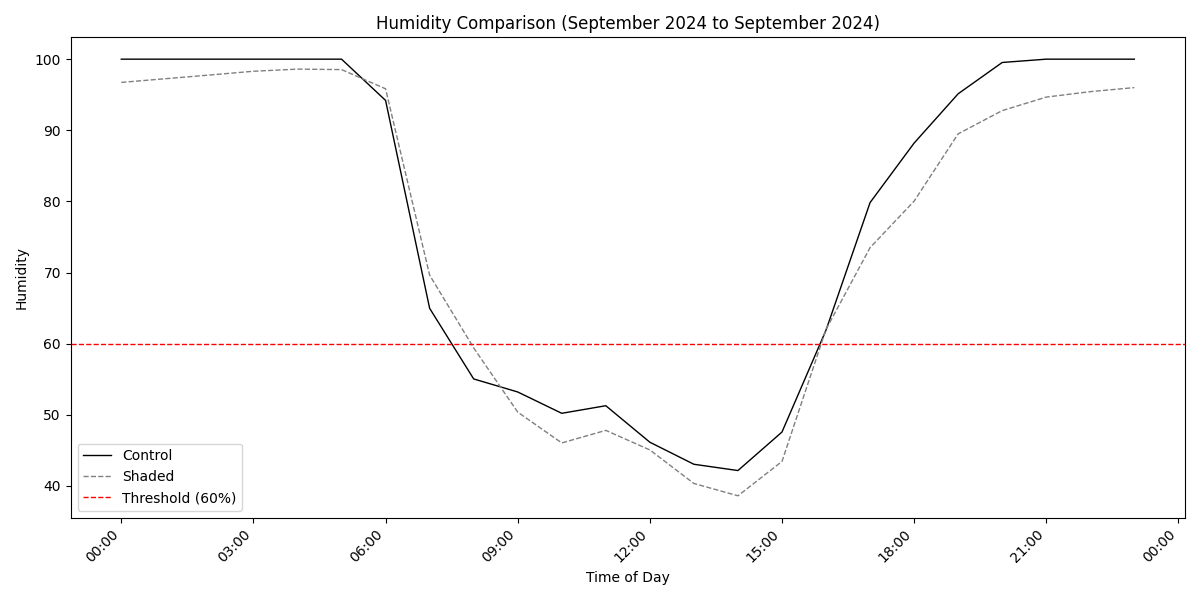 Humidity Comparison (September 2024 to September 2024)
100
90
80
70
60
50
40
Humidity
Control
Shaded
Threshold (60%)
00:00
03:00
06:00
09:00
12:00
15:00
18:00
21:00
00:00
Time of Day